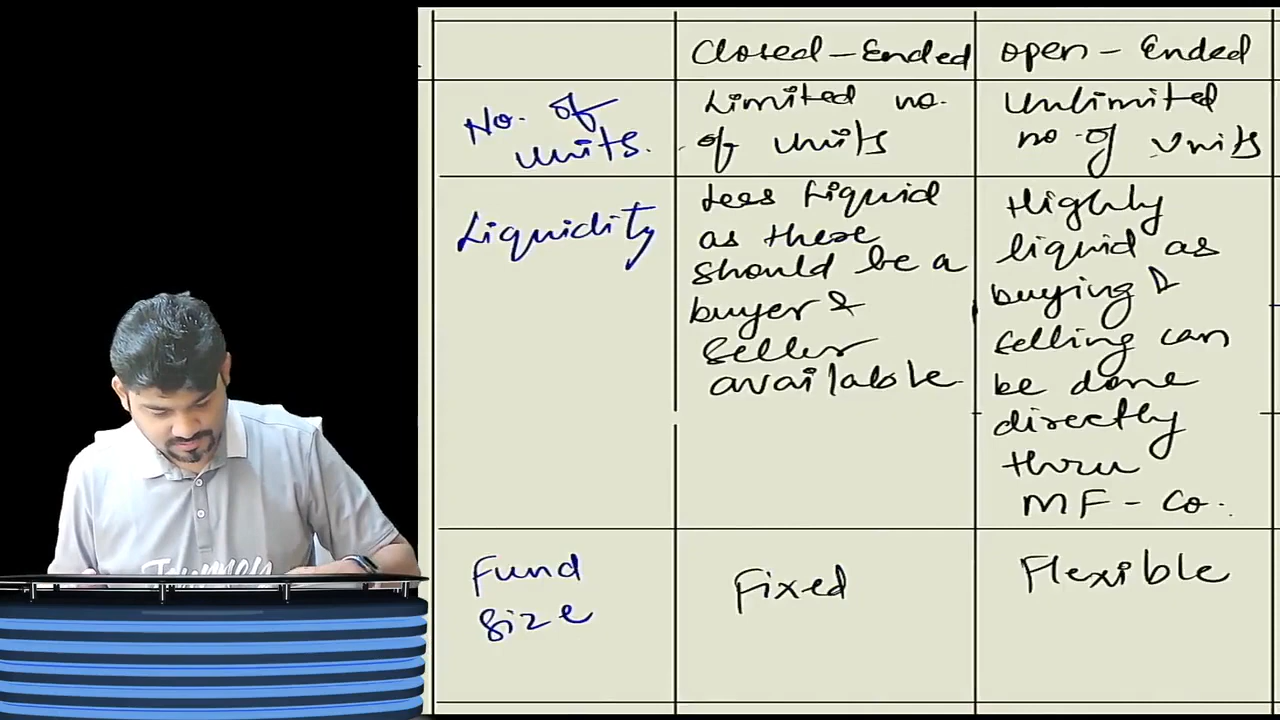 Closed-Ended
Open-Ended
No. of
units.
Limited no.
of units
Unlimited
no. of units
Liquidity
Less liquid
as there
should be a
buyer &
seller
available
Highly
liquid as
buying &
selling can
be done
directly
thru
MF-Co.
Fund
size
Fixed
Flexible